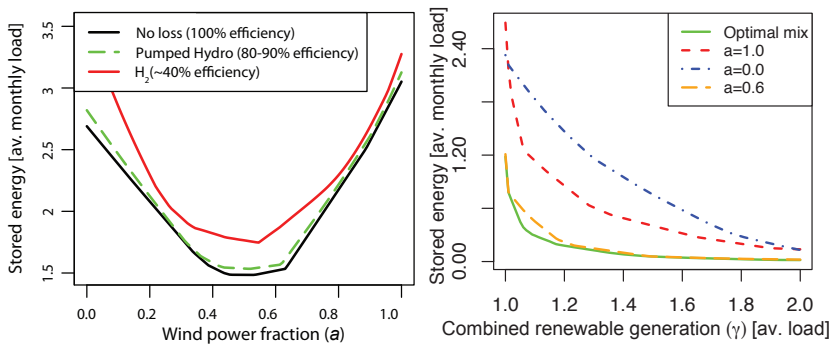 No loss (100% efficiency)
Pumped Hydro (80-90% efficiency)
H2(~40% efficiency)
Stored energy [av. monthly load]
3.5
3
2.5
2
1.5
0.0 0.2 0.4 0.6 0.8 1.0
Wind power fraction (a)
Optimal mix
a=1.0
a=0.0
a=0.6
Stored energy [av. monthly load]
2.40
1.20
0.00
1.0 1.2 1.4 1.6 1.8 2.0
Combined renewable generation (γ) [av. load]